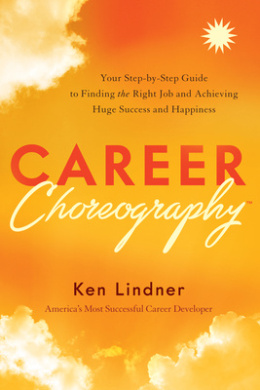 Your Step-by-Step Guide
to Finding the Right Job and Achieving
Huge Success and Happiness
CAREER
Choreography™
Ken Lindner
America's Most Successful Career Developer